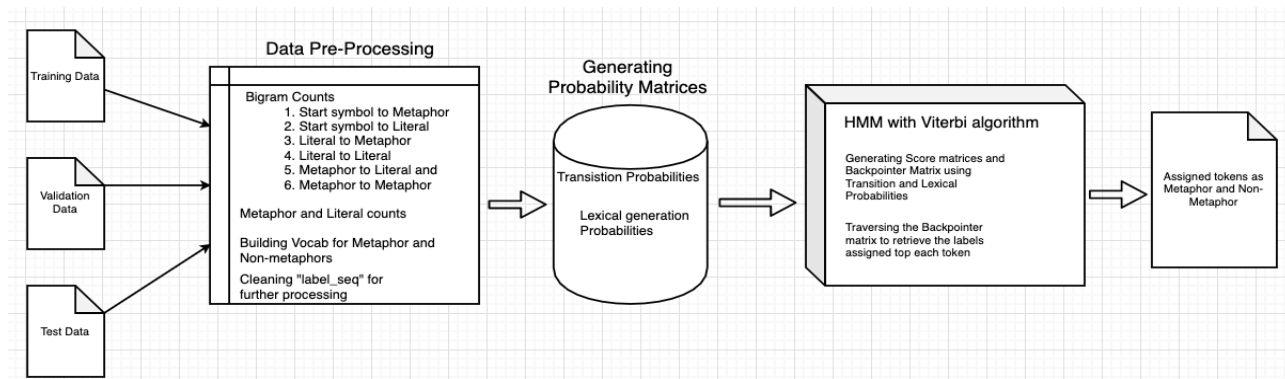 Training Data
Validation
Data
Test Data
Data Pre-Processing
Bigram Counts
1. Start symbol to Metaphor
2. Start symbol to Literal
3. Literal to Metaphor
4. Literal to Literal
5. Metaphor to Literal and
6. Metaphor to Metaphor
Metaphor and Literal counts
Building Vocab for Metaphor and
Non-metaphors
Cleaning "label_seq" for
further processing
Generating
Probability Matrices
Transistion Probabilities
Lexical generation
Probabilities
HMM with Viterbi algorithm
Generating Score matrices and
Backpointer Matrix using
Transition and Lexical
Probabilities
Traversing the Backpointer
matrix to retrieve the labels
assigned top each token
Assigned tokens as
Metaphor and Non-
Metaphor